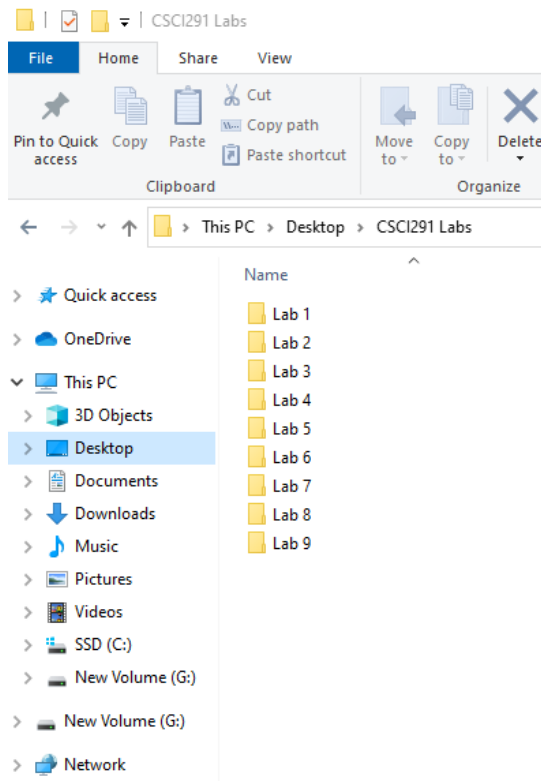 CSCI291 Labs
File Home Share View
Pin to Quick access
Copy
Paste
Cut
Copy path
Paste shortcut
Move to
Copy to
Delete
Clipboard
Organize
This PC > Desktop > CSCI291 Labs
Quick access
OneDrive
This PC
3D Objects
Desktop
Documents
Downloads
Music
Pictures
Videos
SSD (C:)
New Volume (G:)
New Volume (G:)
Network
Name
Lab 1
Lab 2
Lab 3
Lab 4
Lab 5
Lab 6
Lab 7
Lab 8
Lab 9